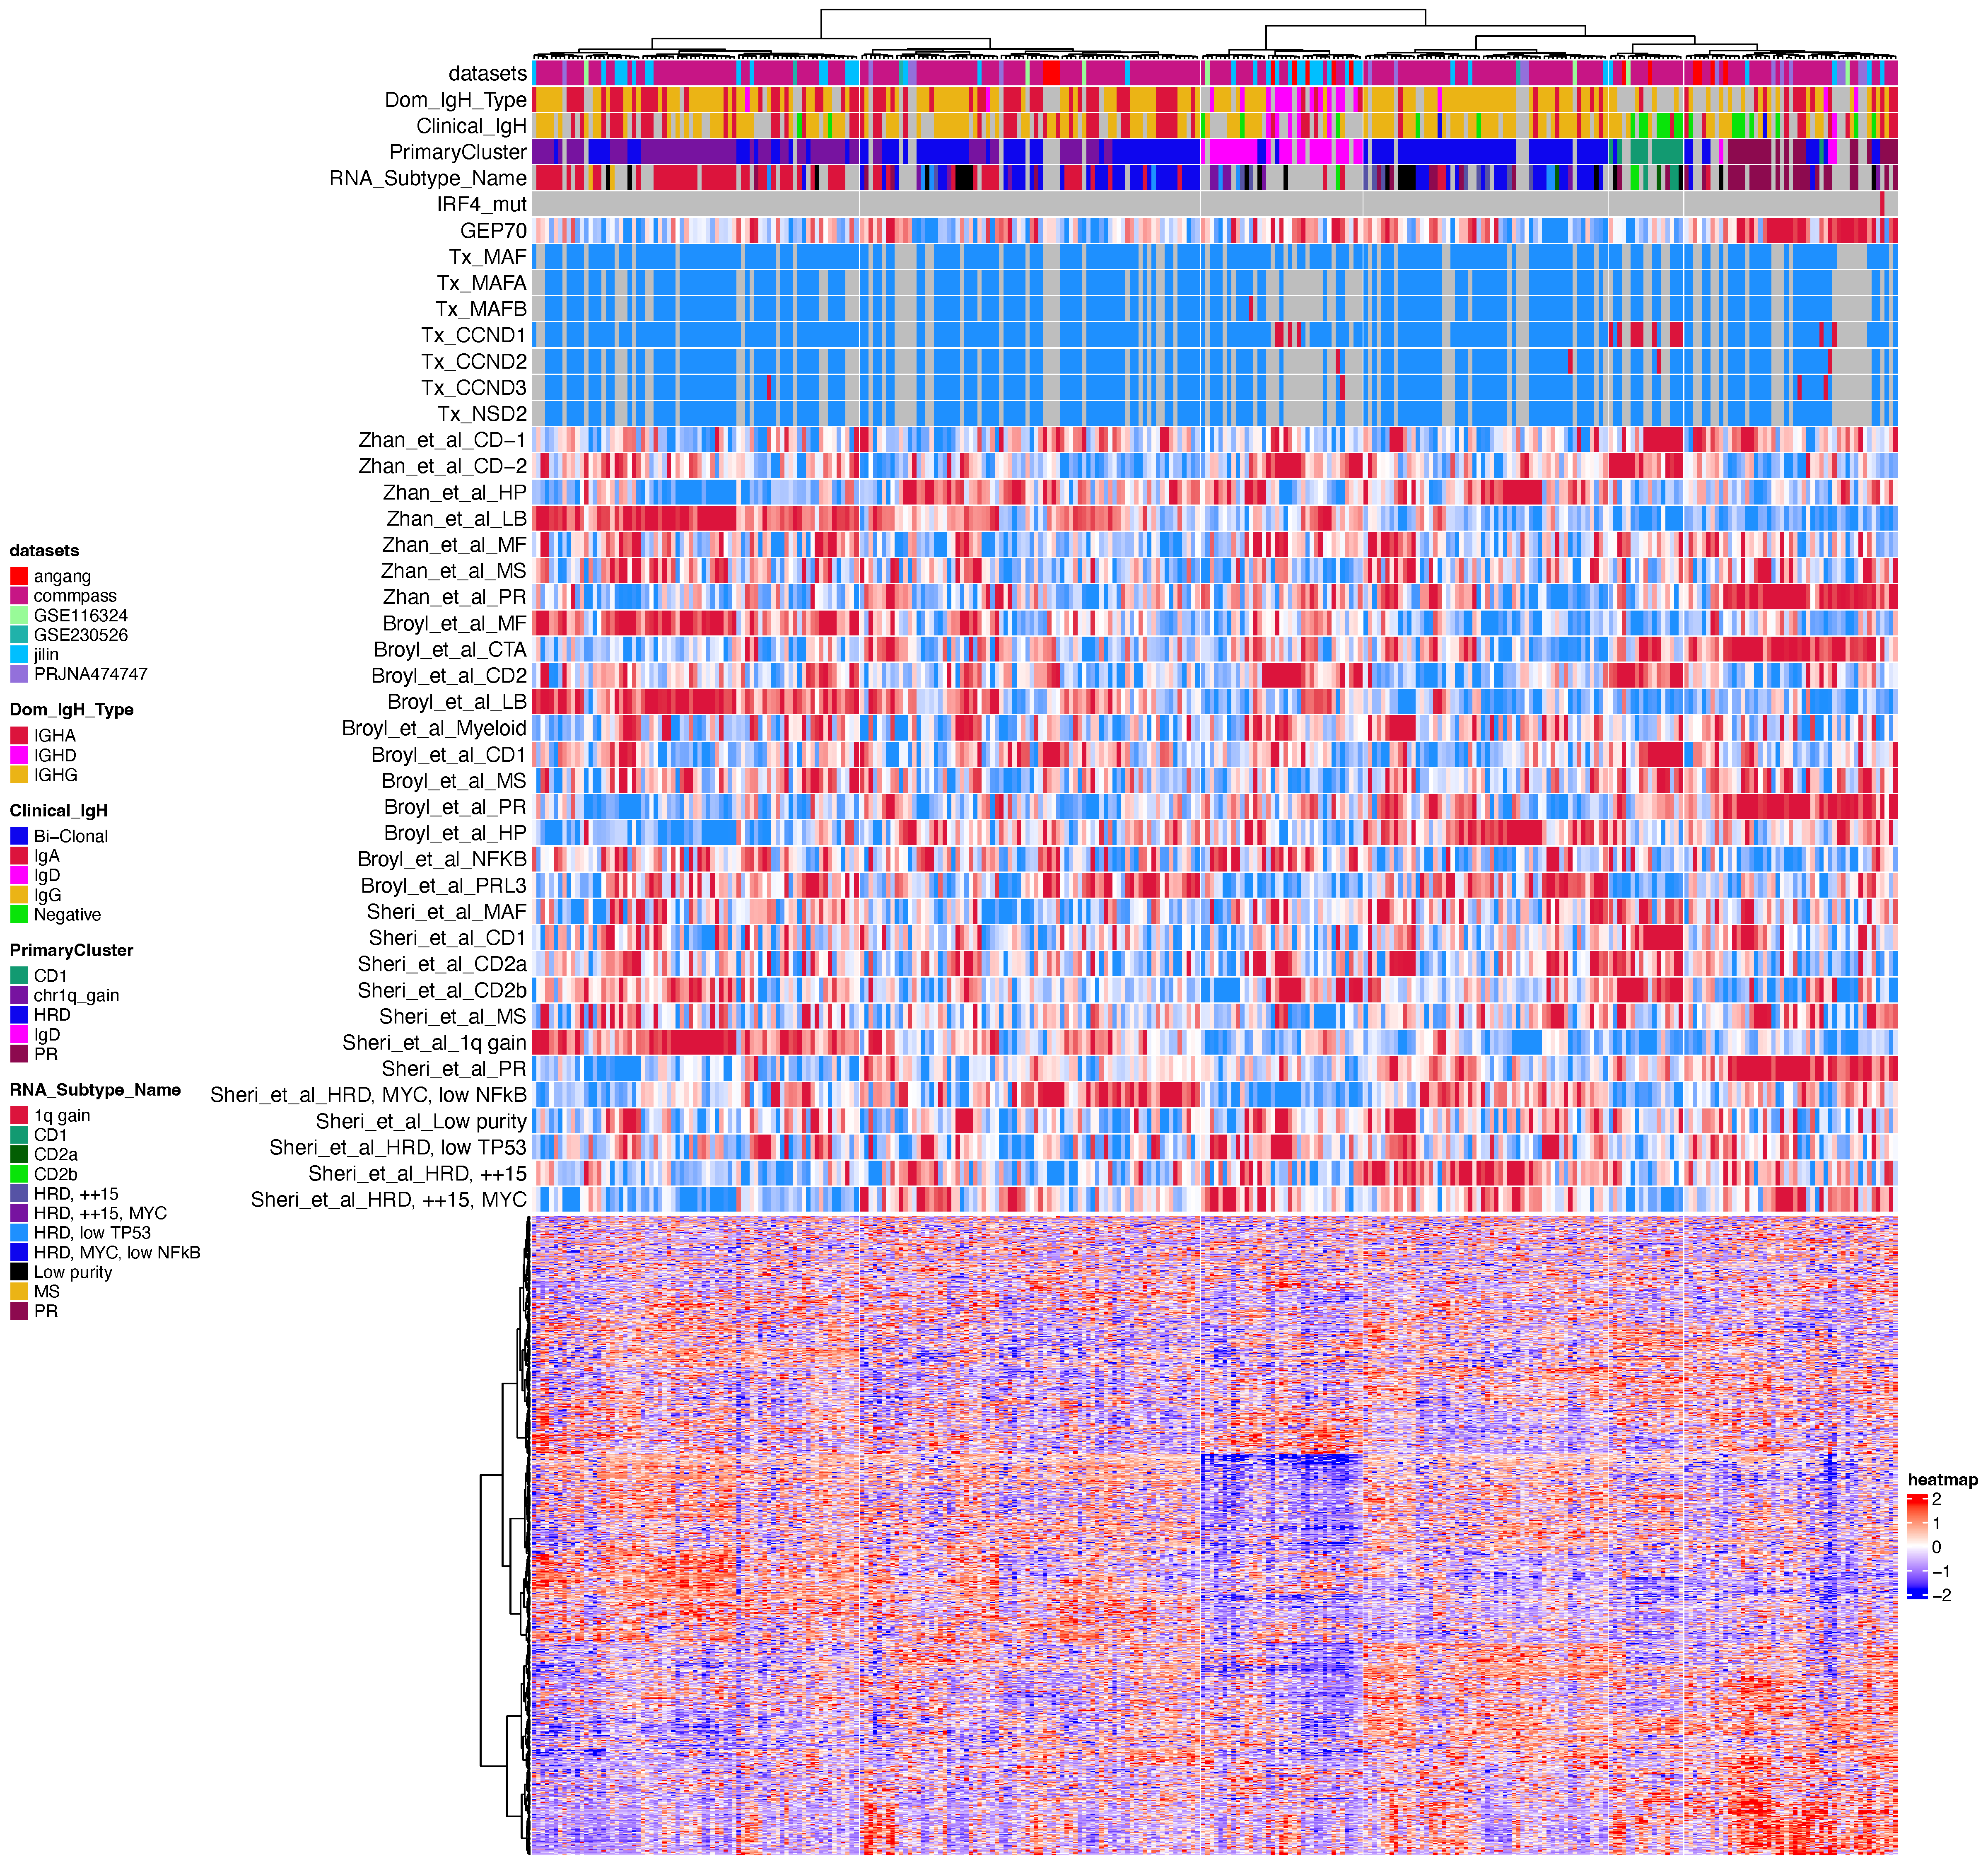 datasets
Dom_IgH_Type
Clinical_IgH
PrimaryCluster
RNA_Subtype_Name
IRF4_mut
GEP70
Tx_MAF
Tx_MAFA
Tx_MAFB
Tx_CCND1
Tx_CCND2
Tx_CCND3
Tx_NSD2
Zhan_et_al_CD−1
Zhan_et_al_CD−2
Zhan_et_al_HP
Zhan_et_al_LB
Zhan_et_al_MF
Zhan_et_al_MS
Zhan_et_al_PR
Broyl_et_al_MF
Broyl_et_al_CTA
Broyl_et_al_CD2
Broyl_et_al_LB
Broyl_et_al_Myeloid
Broyl_et_al_CD1
Broyl_et_al_MS
Broyl_et_al_PR
Broyl_et_al_HP
Broyl_et_al_NFKB
Broyl_et_al_PRL3
Sheri_et_al_MAF
Sheri_et_al_CD1
Sheri_et_al_CD2a
Sheri_et_al_CD2b
Sheri_et_al_MS
Sheri_et_al_1q gain
Sheri_et_al_PR
Sheri_et_al_HRD, MYC, low NFkB
Sheri_et_al_Low purity
Sheri_et_al_HRD, low TP53
Sheri_et_al_HRD, ++15
Sheri_et_al_HRD, ++15, MYC
datasets
angang
commpass
GSE116324
GSE230526
jilin
PRJNA474747
Dom_IgH_Type
IGHA
IGHD
IGHG
Clinical_IgH
Bi−Clonal
IgA
IgD
IgG
Negative
PrimaryCluster
CD1
chr1q_gain
HRD
IgD
PR
RNA_Subtype_Name
1q gain
CD1
CD2a
CD2b
HRD, ++15
HRD, ++15, MYC
HRD, low TP53
HRD, MYC, low NFkB
Low purity
MS
PR
heatmap
2
1
0
−1
−2